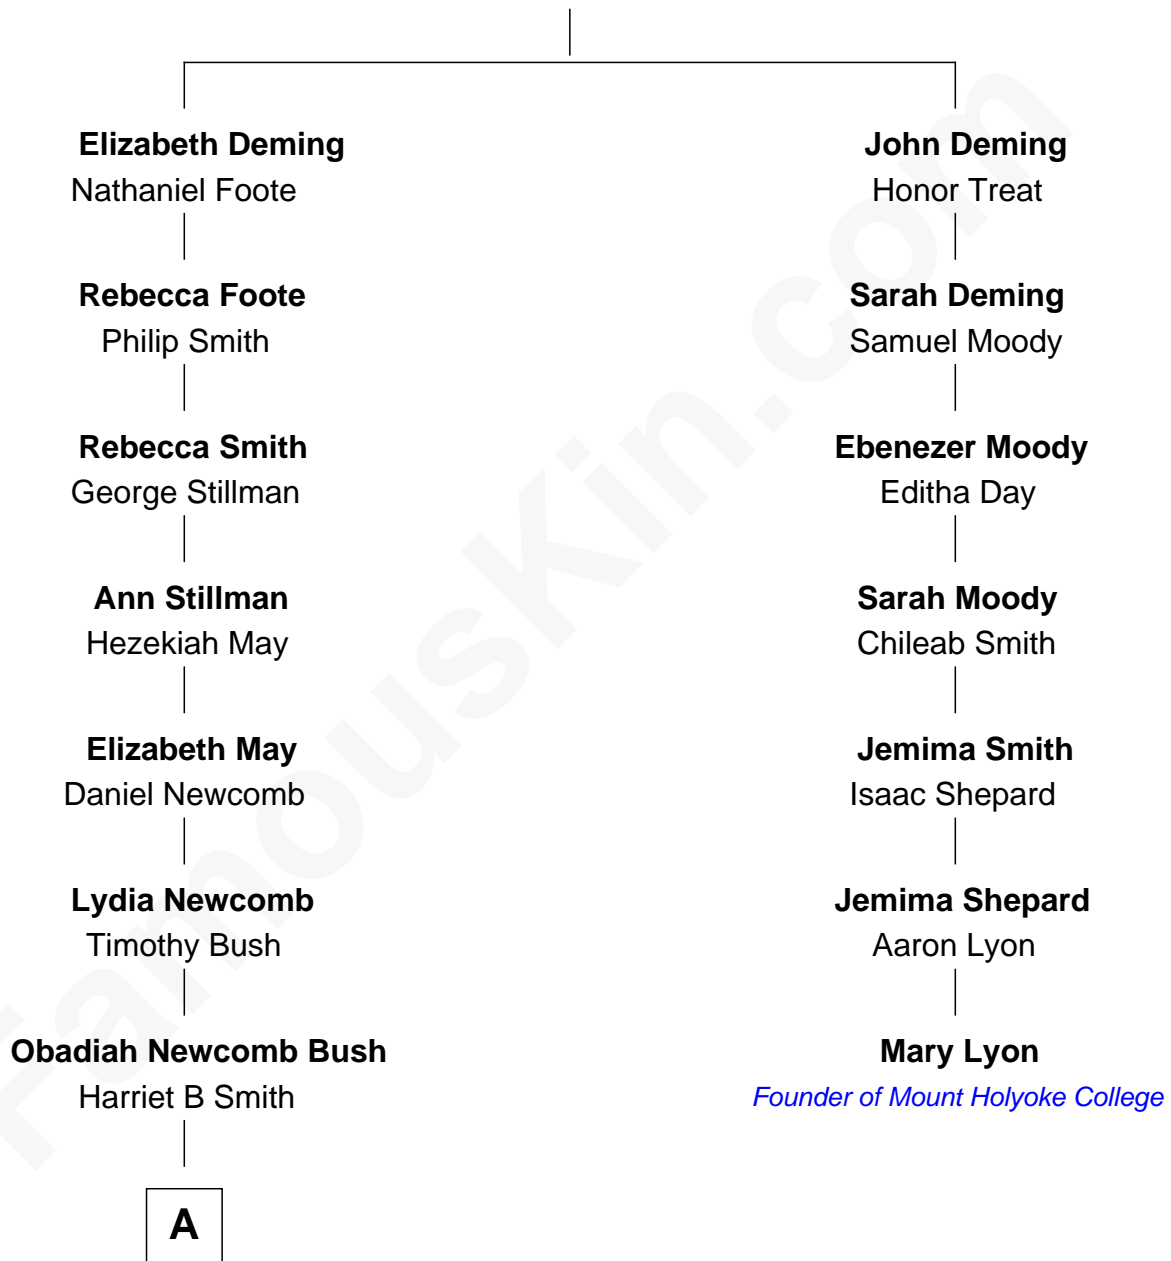 Elizabeth Deming
Nathaniel Foote
Rebecca Foote
Philip Smith
Rebecca Smith
George Stillman
Ann Stillman
Hezekiah May
Elizabeth May
Daniel Newcomb
Lydia Newcomb
Timothy Bush
Obadiah Newcomb Bush
Harriet B Smith
A
John Deming
Honor Treat
Sarah Deming
Samuel Moody
Ebenezer Moody
Editha Day
Sarah Moody
Chileab Smith
Jemima Smith
Isaac Shepard
Jemima Shepard
Aaron Lyon
Mary Lyon
Founder of Mount Holyoke College
FamousKin.com